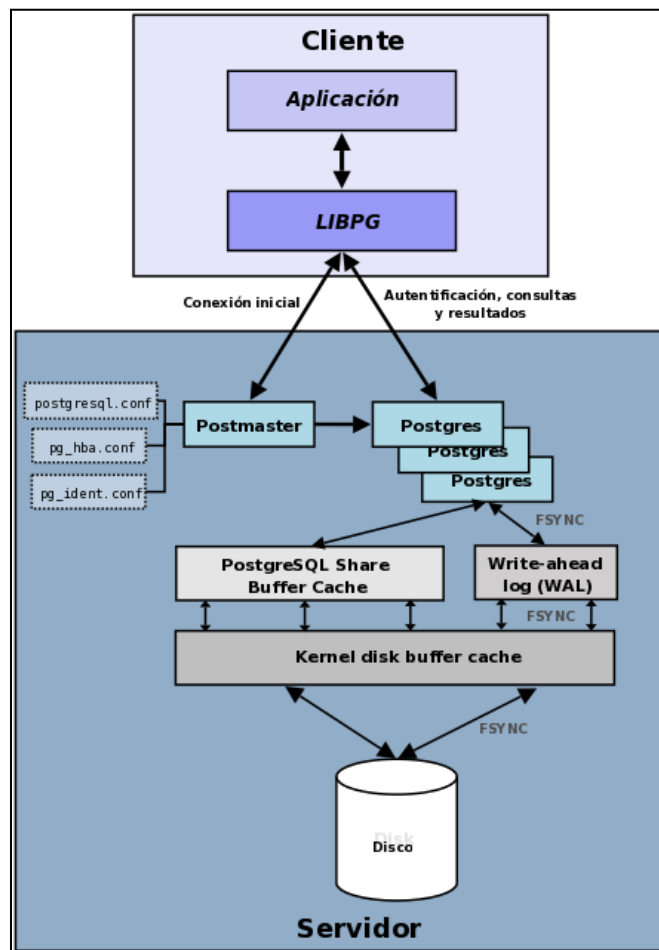 Cliente
Aplicación
LIBPG
Conexión inicial
Autentificación, consultas
y resultados
postgresql.conf
pg_hba.conf
pg_ident.conf
Postmaster
Postgres
Postgres
Postgres
FSYNC
PostgreSQL Share
Buffer Cache
Write-ahead
log (WAL)
FSYNC
Kernel disk buffer cache
FSYNC
Disk
Disco
Servidor